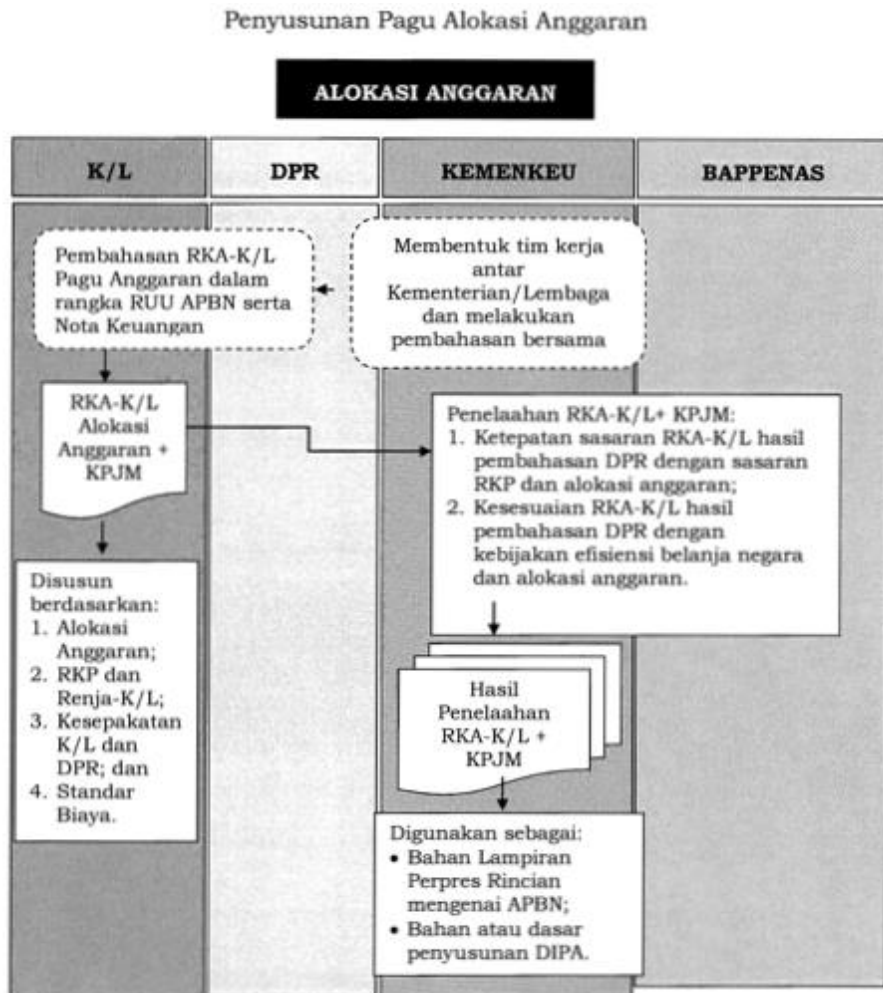 Penyusunan Pagu Alokasi Anggaran
ALOKASI ANGGARAN
K/L
DPR
KEMENKEU
BAPPENAS
Pembahasan RKA-K/L
Pagu Anggaran dalam
rangka RUU APBN serta
Nota Keuangan
Membentuk tim kerja
antar
Kementerian/Lembaga
dan melakukan
pembahasan bersama
RKA-K/L
Alokasi
Anggaran +
KPJM
Penelaahan RKA-K/L+ KPJM:
1. Ketepatan sasaran RKA-K/L hasil
pembahasan DPR dengan sasaran
RKP dan alokasi anggaran;
2. Kesesuaian RKA-K/L hasil
pembahasan DPR dengan
kebijakan efisiensi belanja negara
dan alokasi anggaran.
Disusun
berdasarkan:
1. Alokasi
Anggaran;
2. RKP dan
Renja-K/L;
3. Kesepakatan
K/L dan
DPR; dan
4. Standar
Biaya.
Hasil
Penelaahan
RKA-K/L +
KPJM
Digunakan sebagai:
• Bahan Lampiran
Perpres Rincian
mengenai APBN;
• Bahan atau dasar
penyusunan DIPA.